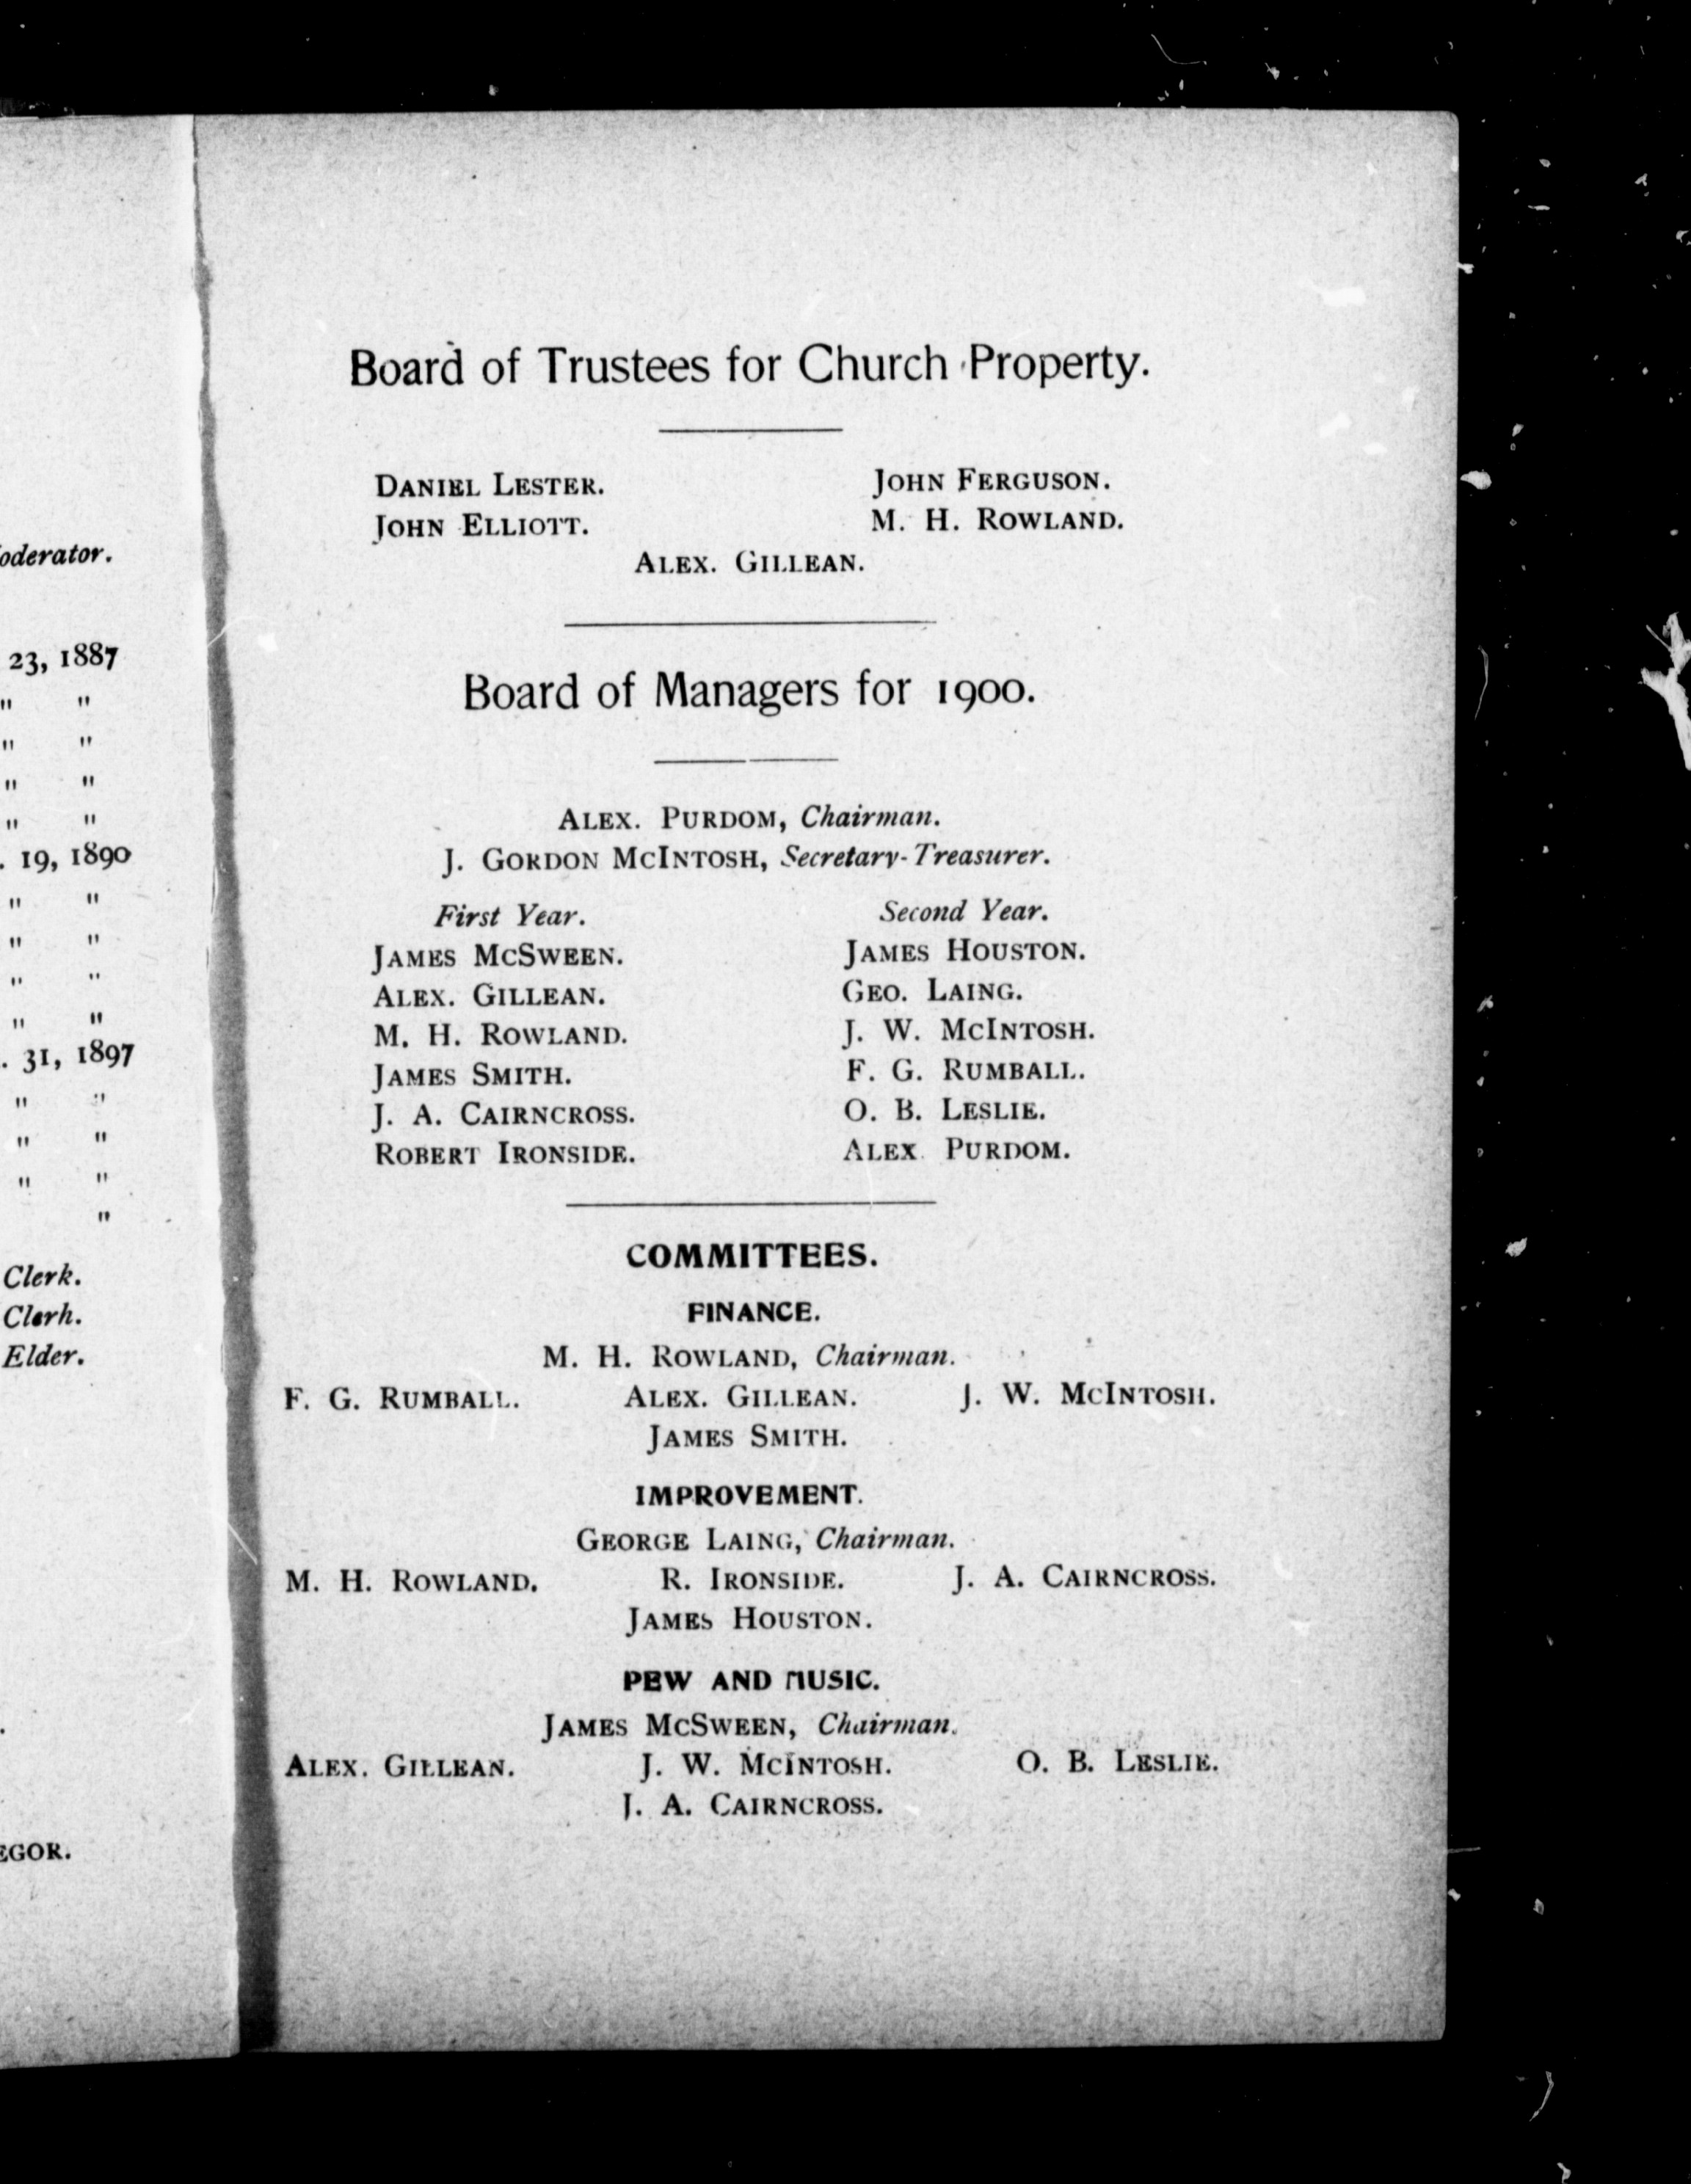 oderator.
23, 1887
" "
" "
" "
" "
. 19, 1890
" "
" "
" "
" "
. 31, 1897
" "
" "
" "
"
Clerk.
Clerh.
Elder.
EGOR.
Board of Trustees for Church Property.
DANIEL LESTER. JOHN FERGUSON.
JOHN ELLIOTT. M. H. ROWLAND.
ALEX. GILLEAN.
Board of Managers for 1900.
ALEX. PURDOM, Chairman.
J. GORDON MCINTOSH, Secretary-Treasurer.
First Year. Second Year.
JAMES MCSWEEN. JAMES HOUSTON.
ALEX. GILLEAN. GEO. LAING.
M. H. ROWLAND. J. W. MCINTOSH.
JAMES SMITH. F. G. RUMBALL.
J. A. CAIRNCROSS. O. B. LESLIE.
ROBERT IRONSIDE. ALEX. PURDOM.
COMMITTEES.
FINANCE.
M. H. ROWLAND, Chairman.
F. G. RUMBALL. ALEX. GILLEAN. J. W. MCINTOSH.
JAMES SMITH.
IMPROVEMENT.
GEORGE LAING, Chairman.
M. H. ROWLAND. R. IRONSIDE. J. A. CAIRNCROSS.
JAMES HOUSTON.
PEW AND MUSIC.
JAMES MCSWEEN, Chairman.
ALEX. GILLEAN. J. W. MCINTOSH. O. B. LESLIE.
J. A. CAIRNCROSS.